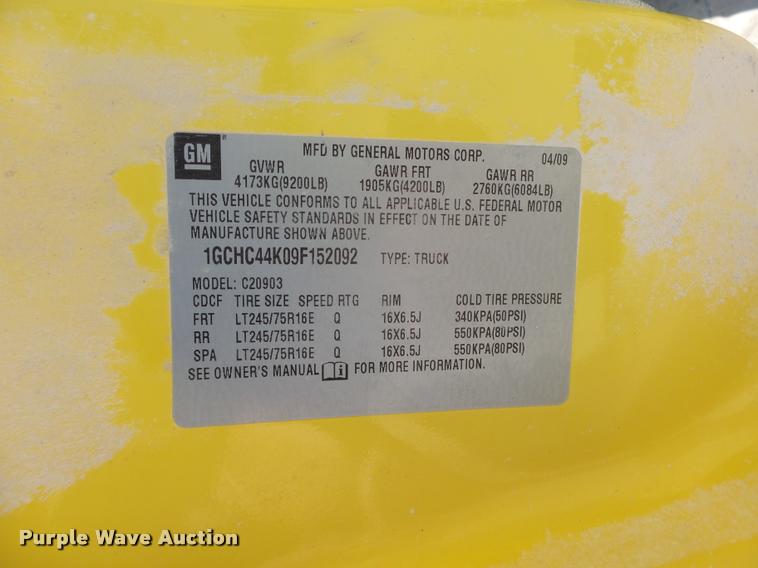 GM
MFD BY GENERAL MOTORS CORP. 04/09
GVWR GAWR FRT GAWR RR
4173KG(9200LB) 1905KG(4200LB) 2760KG(6084LB)
THIS VEHICLE CONFORMS TO ALL APPLICABLE U.S. FEDERAL MOTOR
VEHICLE SAFETY STANDARDS IN EFFECT ON THE DATE OF
MANUFACTURE SHOWN ABOVE.
1GCHC44K09F152092 TYPE: TRUCK
MODEL: C20903
CDCF TIRE SIZE SPEED RTG RIM COLD TIRE PRESSURE
FRT LT245/75R16E Q 16X6.5J 340KPA(50PSI)
RR LT245/75R16E Q 16X6.5J 550KPA(80PSI)
SPA LT245/75R16E Q 16X6.5J 550KPA(80PSI)
SEE OWNER'S MANUAL i FOR MORE INFORMATION.
Purple Wave Auction
purplewave.com